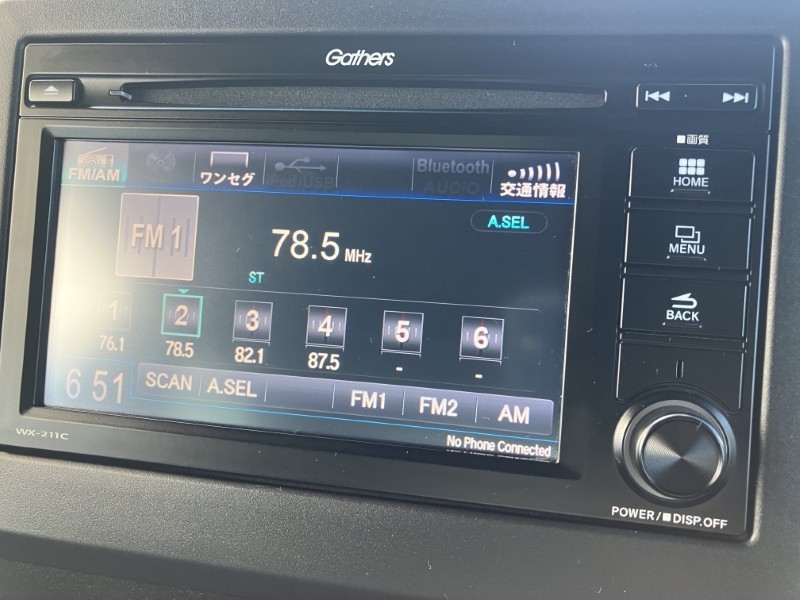 Gathers
■画質
FM/AM
ワンセグ
iPod/USB
Bluetooth
AUDIO
交通情報
HOME
FM 1
78.5 MHz
A.SEL
ST
MENU
1 2 3 4 5 6
76.1 78.5 82.1 87.5 - -
BACK
6 51
SCAN A.SEL FM1 FM2 AM
No Phone Connected
WX-211C
POWER/■DISP.OFF